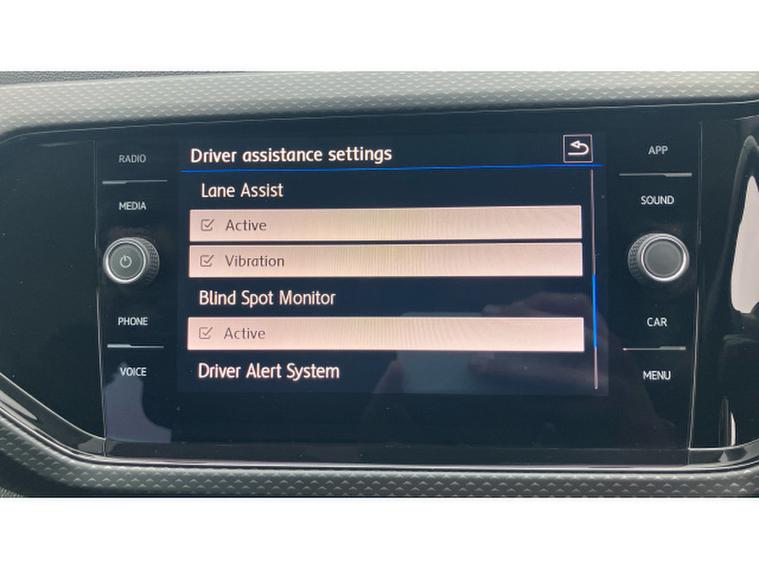 RADIO
MEDIA
PHONE
VOICE
Driver assistance settings
Lane Assist
Active
Vibration
Blind Spot Monitor
Active
Driver Alert System
APP
SOUND
CAR
MENU